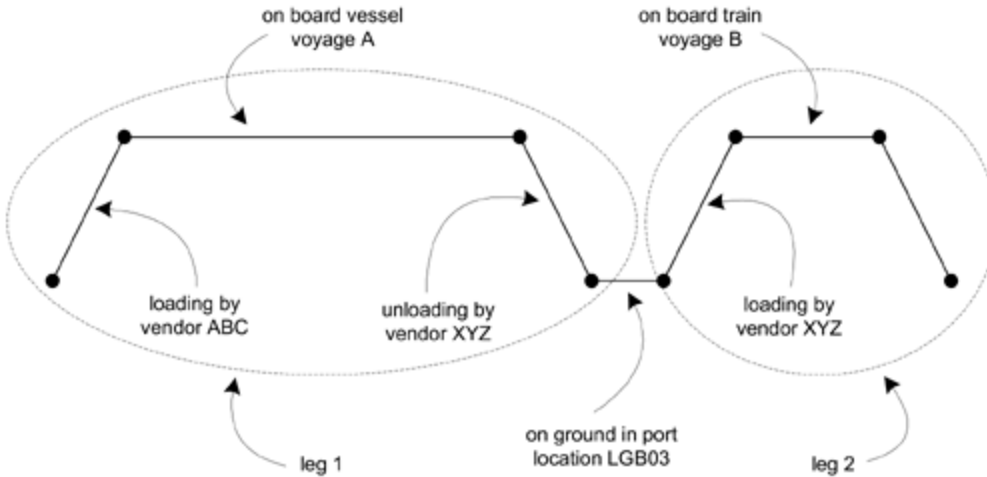 on board vessel
voyage A
on board train
voyage B
loading by
vendor ABC
unloading by
vendor XYZ
loading by
vendor XYZ
on ground in port
location LGB03
leg 1
leg 2